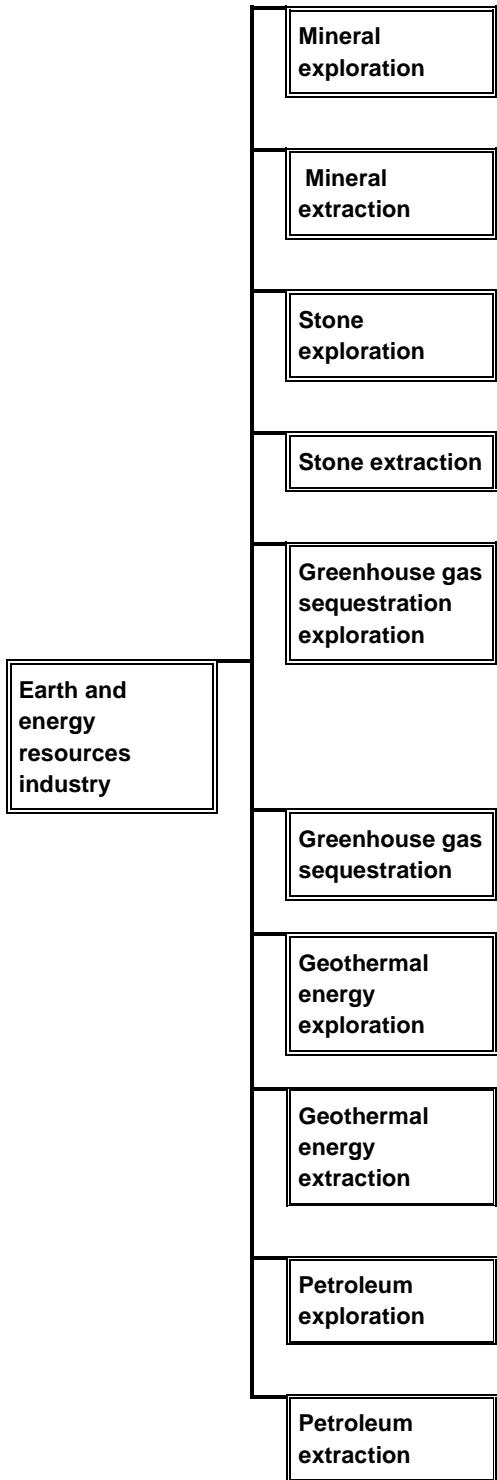 Mineral
exploration
Mineral
extraction
Stone
exploration
Stone extraction
Greenhouse gas
sequestration
exploration
Earth and
energy
resources
industry
Greenhouse gas
sequestration
Geothermal
energy
exploration
Geothermal
energy
extraction
Petroleum
exploration
Petroleum
extraction